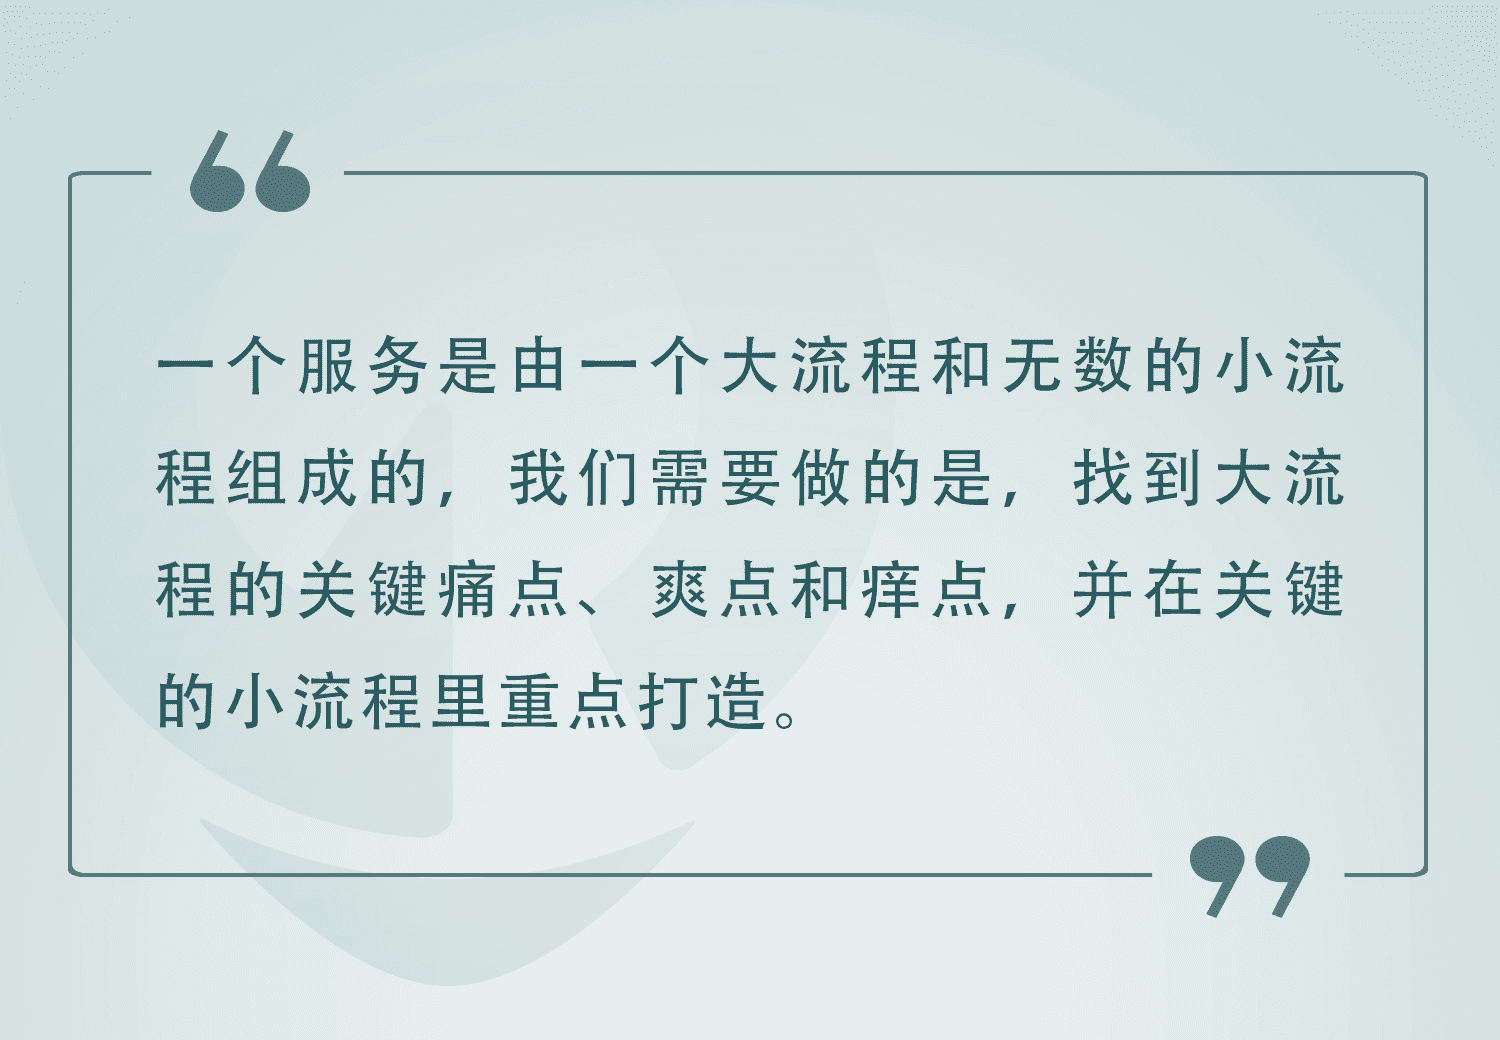 一个服务是由一个大流程和无数的小流
程组成的，我们需要做的是，找到大流
程的关键痛点、爽点和痒点，并在关键
的小流程里重点打造。